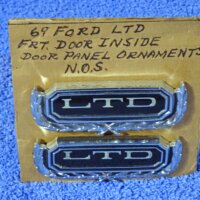 69 FORD LTD
FRT. DOOR INSIDE
DOOR PANEL ORNAMENTS
N.O.S.
LTD
LTD